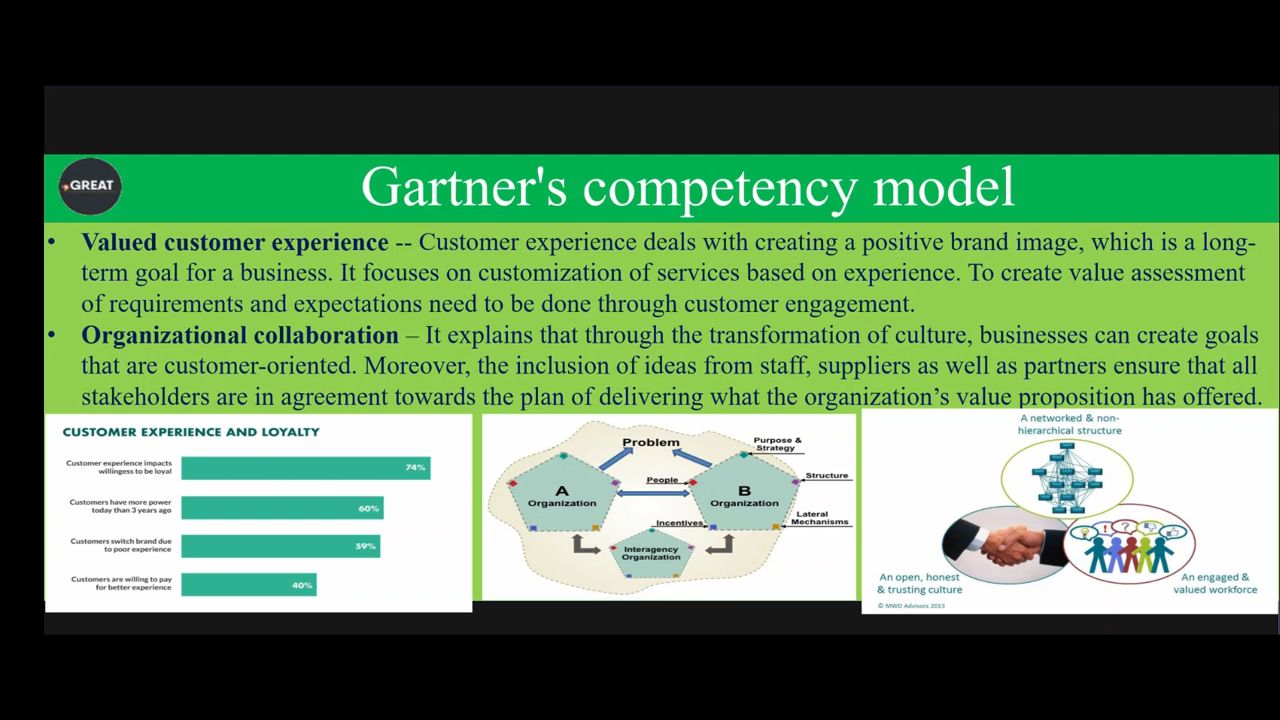 GREAT
Gartner's competency model
• Valued customer experience -- Customer experience deals with creating a positive brand image, which is a long-
term goal for a business. It focuses on customization of services based on experience. To create value assessment
of requirements and expectations need to be done through customer engagement.
• Organizational collaboration – It explains that through the transformation of culture, businesses can create goals
that are customer-oriented. Moreover, the inclusion of ideas from staff, suppliers as well as partners ensure that all
stakeholders are in agreement towards the plan of delivering what the organization's value proposition has offered.
CUSTOMER EXPERIENCE AND LOYALTY
Customer experience impacts
willingess to be loyal
74%
Customers have more power
today than 3 years ago
60%
Customers switch brand due
to poor experience
59%
Customers are willing to pay
for better experience
40%
Problem
Purpose &
Strategy
People
Structure
A
Organization
B
Organization
Incentives
Lateral
Mechanisms
Interagency
Organization
A networked & non-
hierarchical structure
An open, honest
& trusting culture
An engaged &
valued workforce
© MWD Advisors 2013